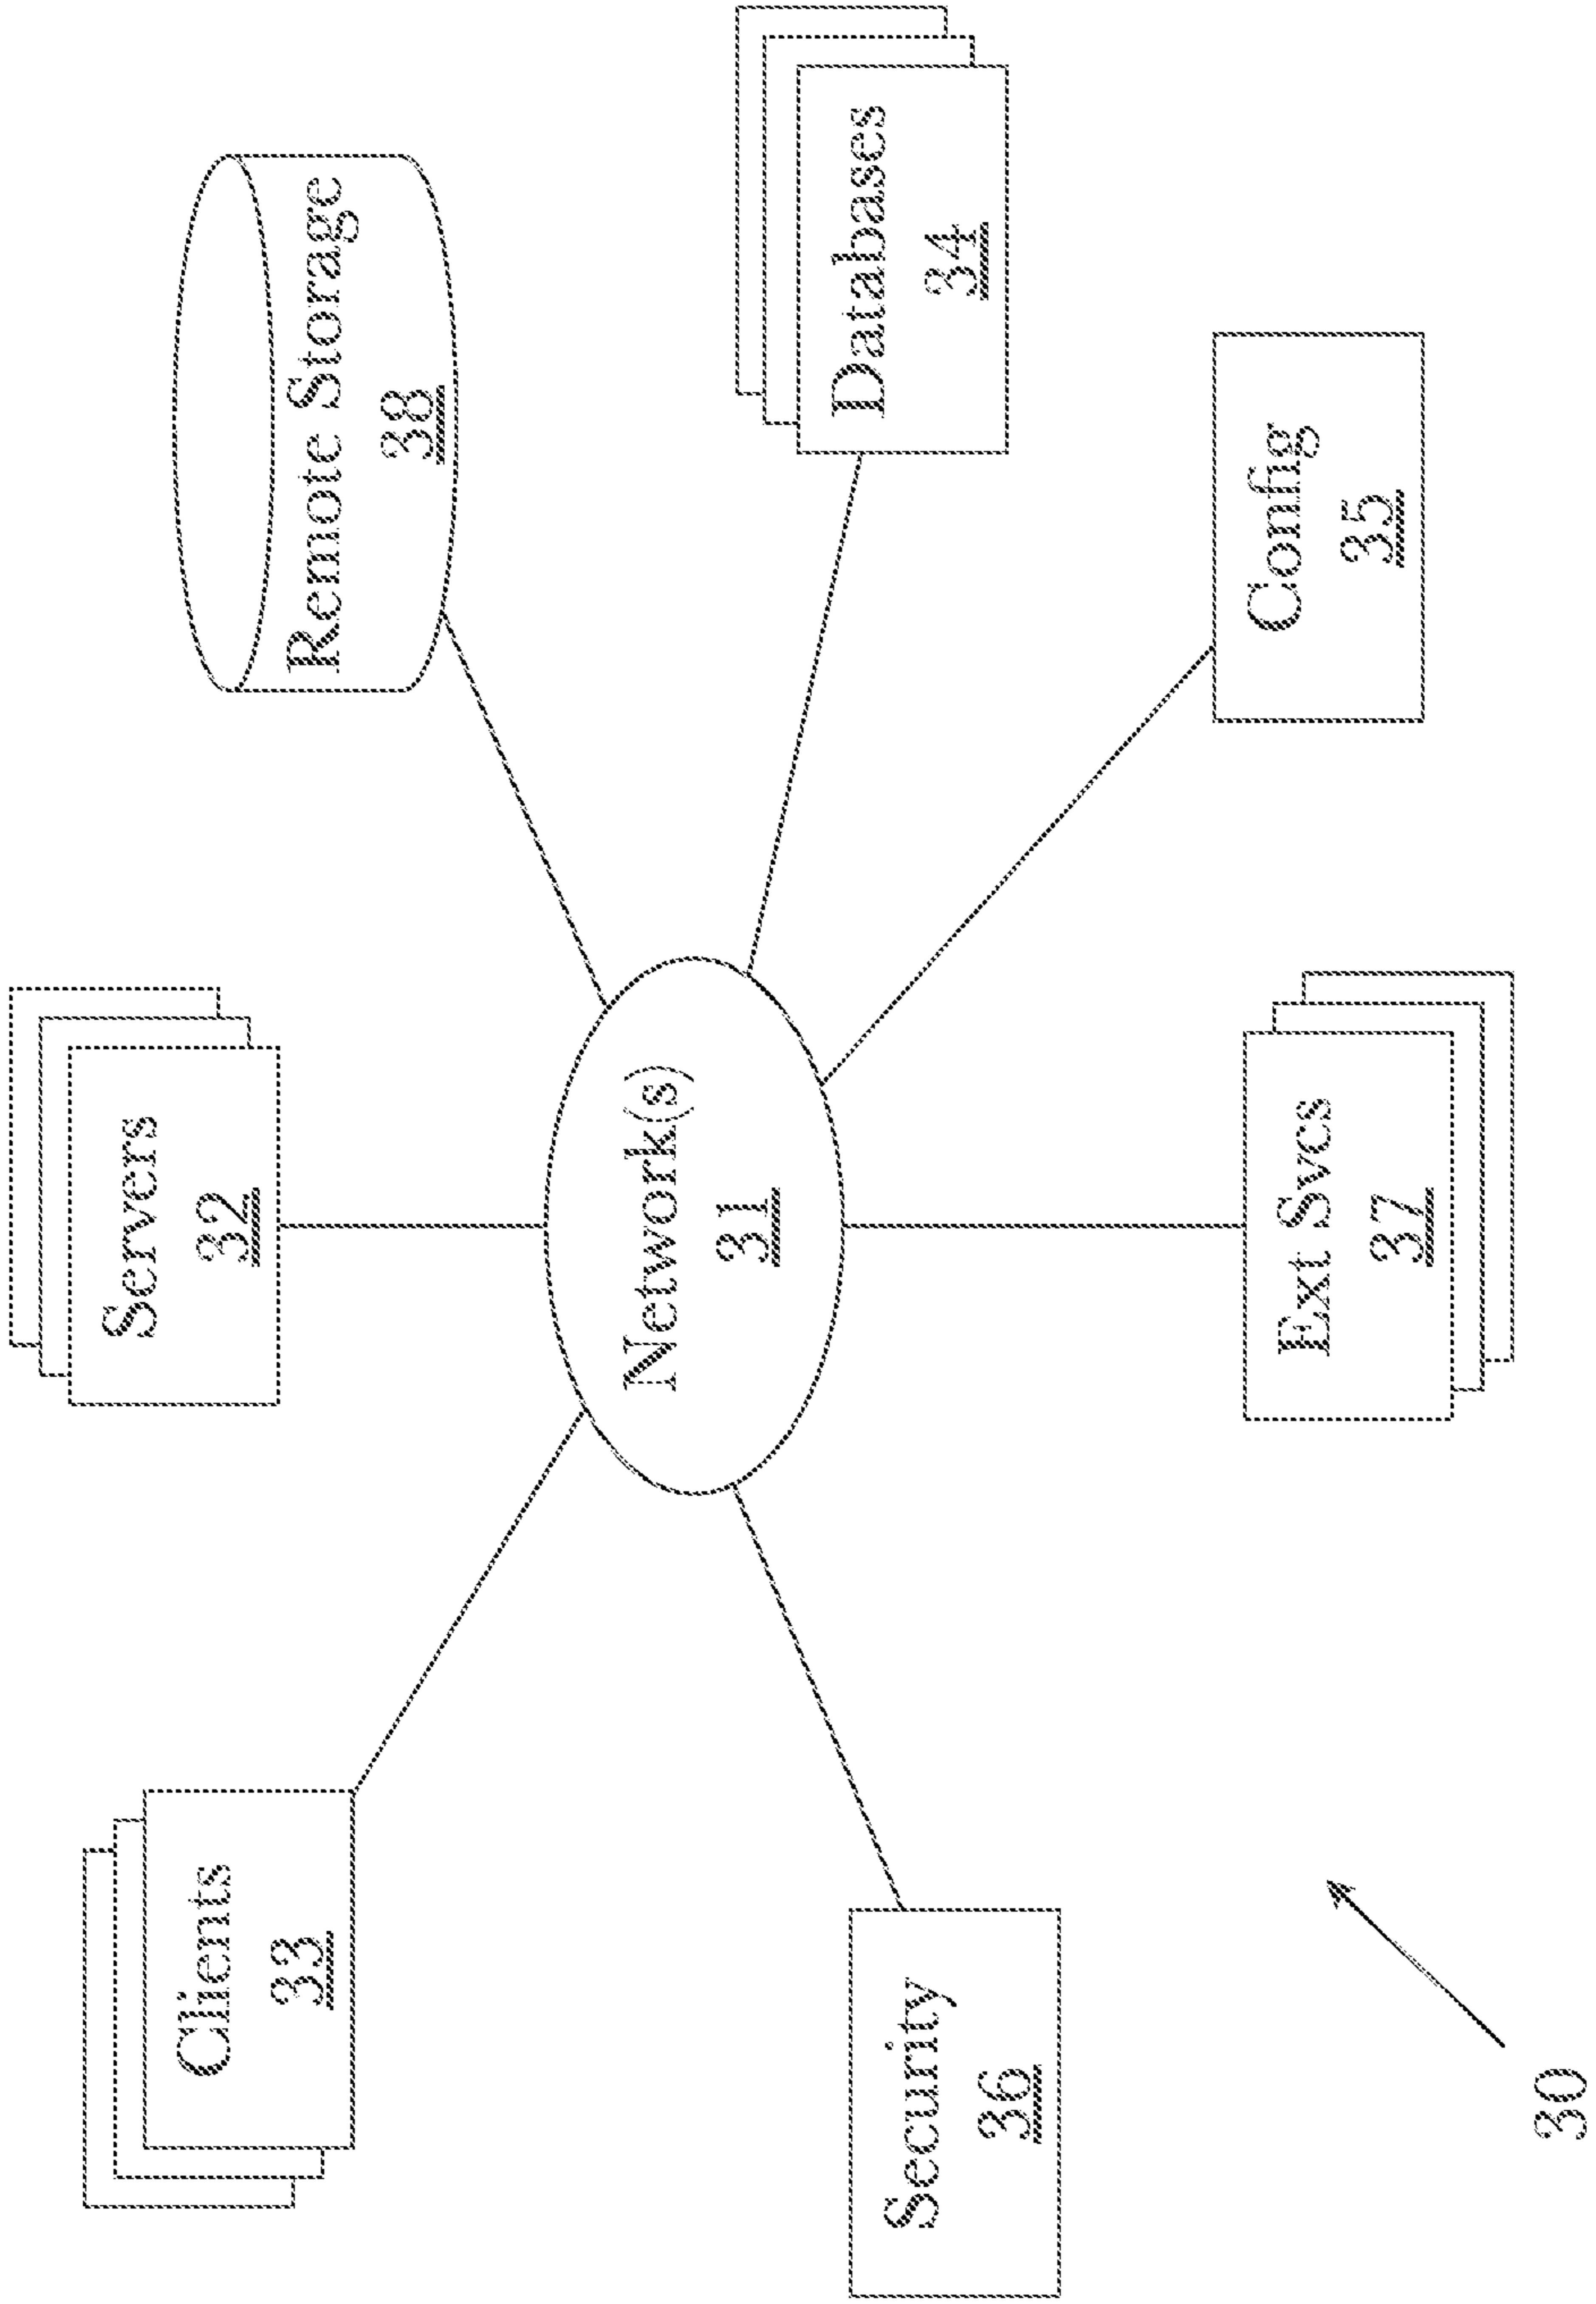 Servers
32
Clients
33
Remote Storage
38
Network(s)
31
Databases
34
Security
36
Ext Svcs
37
Config
35
30